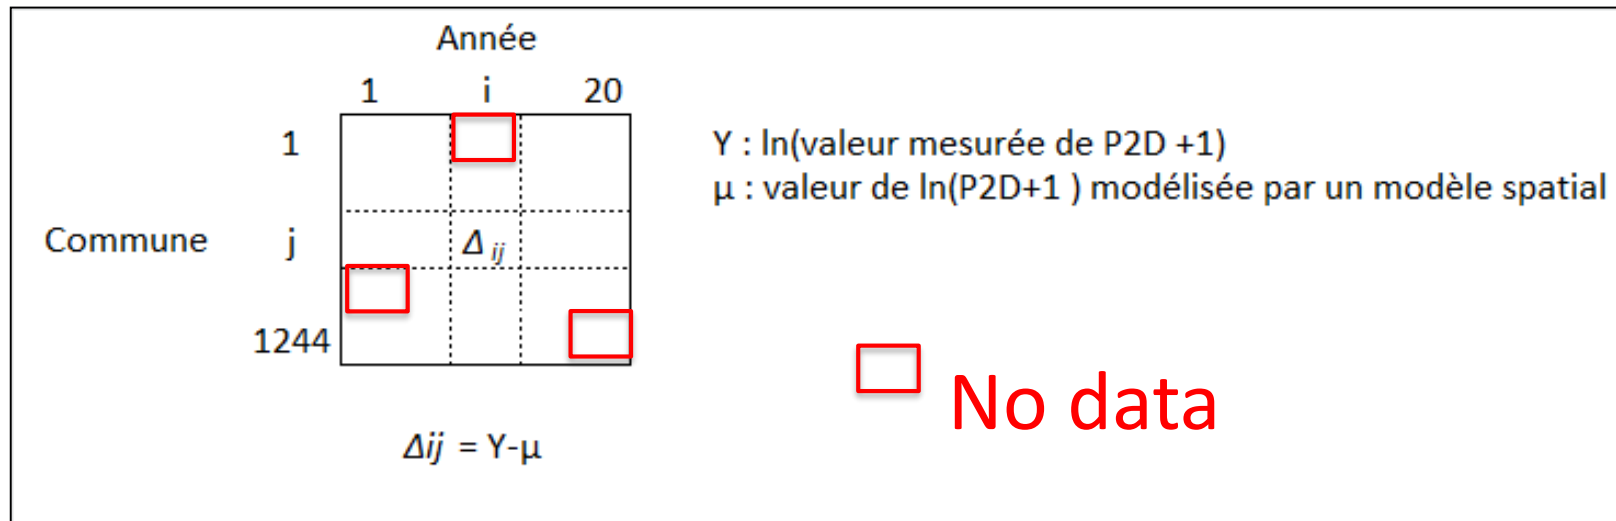 Année
1 i 20
1
Y : ln(valeur mesurée de P2D +1)
μ : valeur de ln(P2D+1 ) modélisée par un modèle spatial
Commune j Δ ij
1244
No data
Δij = Y-μ